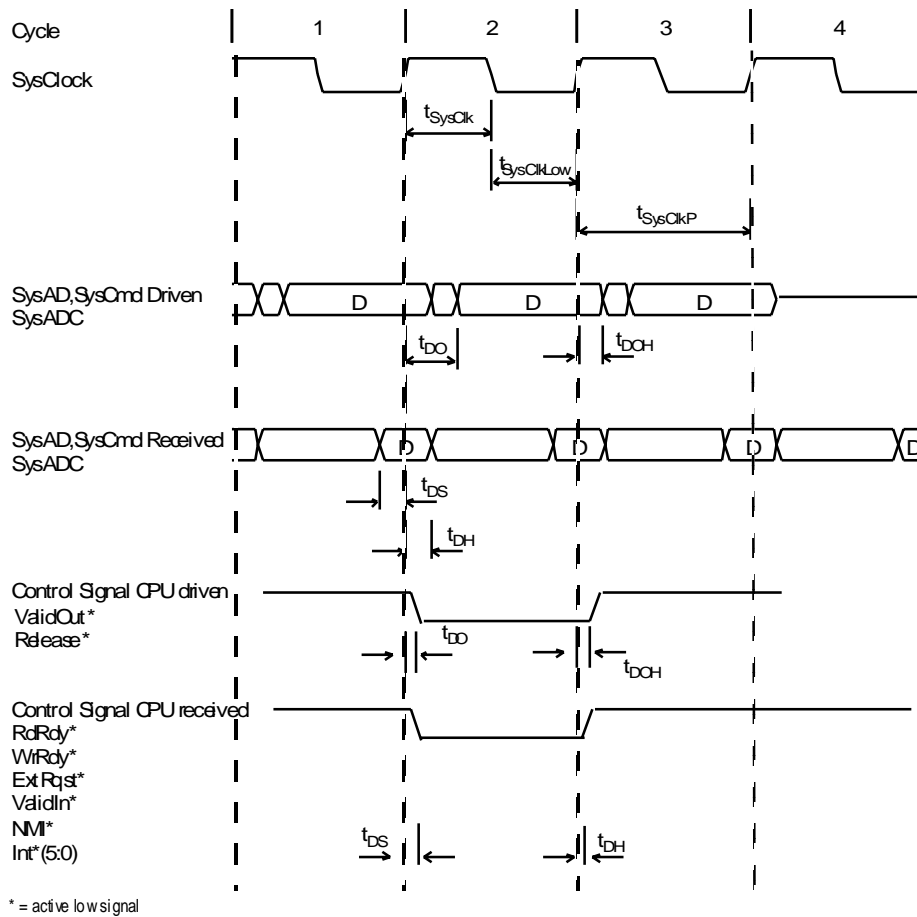 Cycle 1 2 3 4
SysClock
tSysClk
tSysClkLow
tSysClkP
SysAD,SysCmd Driven D D D
SysADC
tDO tDOH
SysAD,SysCmd Received D D D D
SysADC
tDS
tDH
Control Signal CPU driven
ValidOut*
Release* tDO tDOH
Control Signal CPU received
RdRdy*
WrRdy*
ExtRqst*
ValidIn*
NMI*
Int*(5:0) tDS tDH
* = active low signal